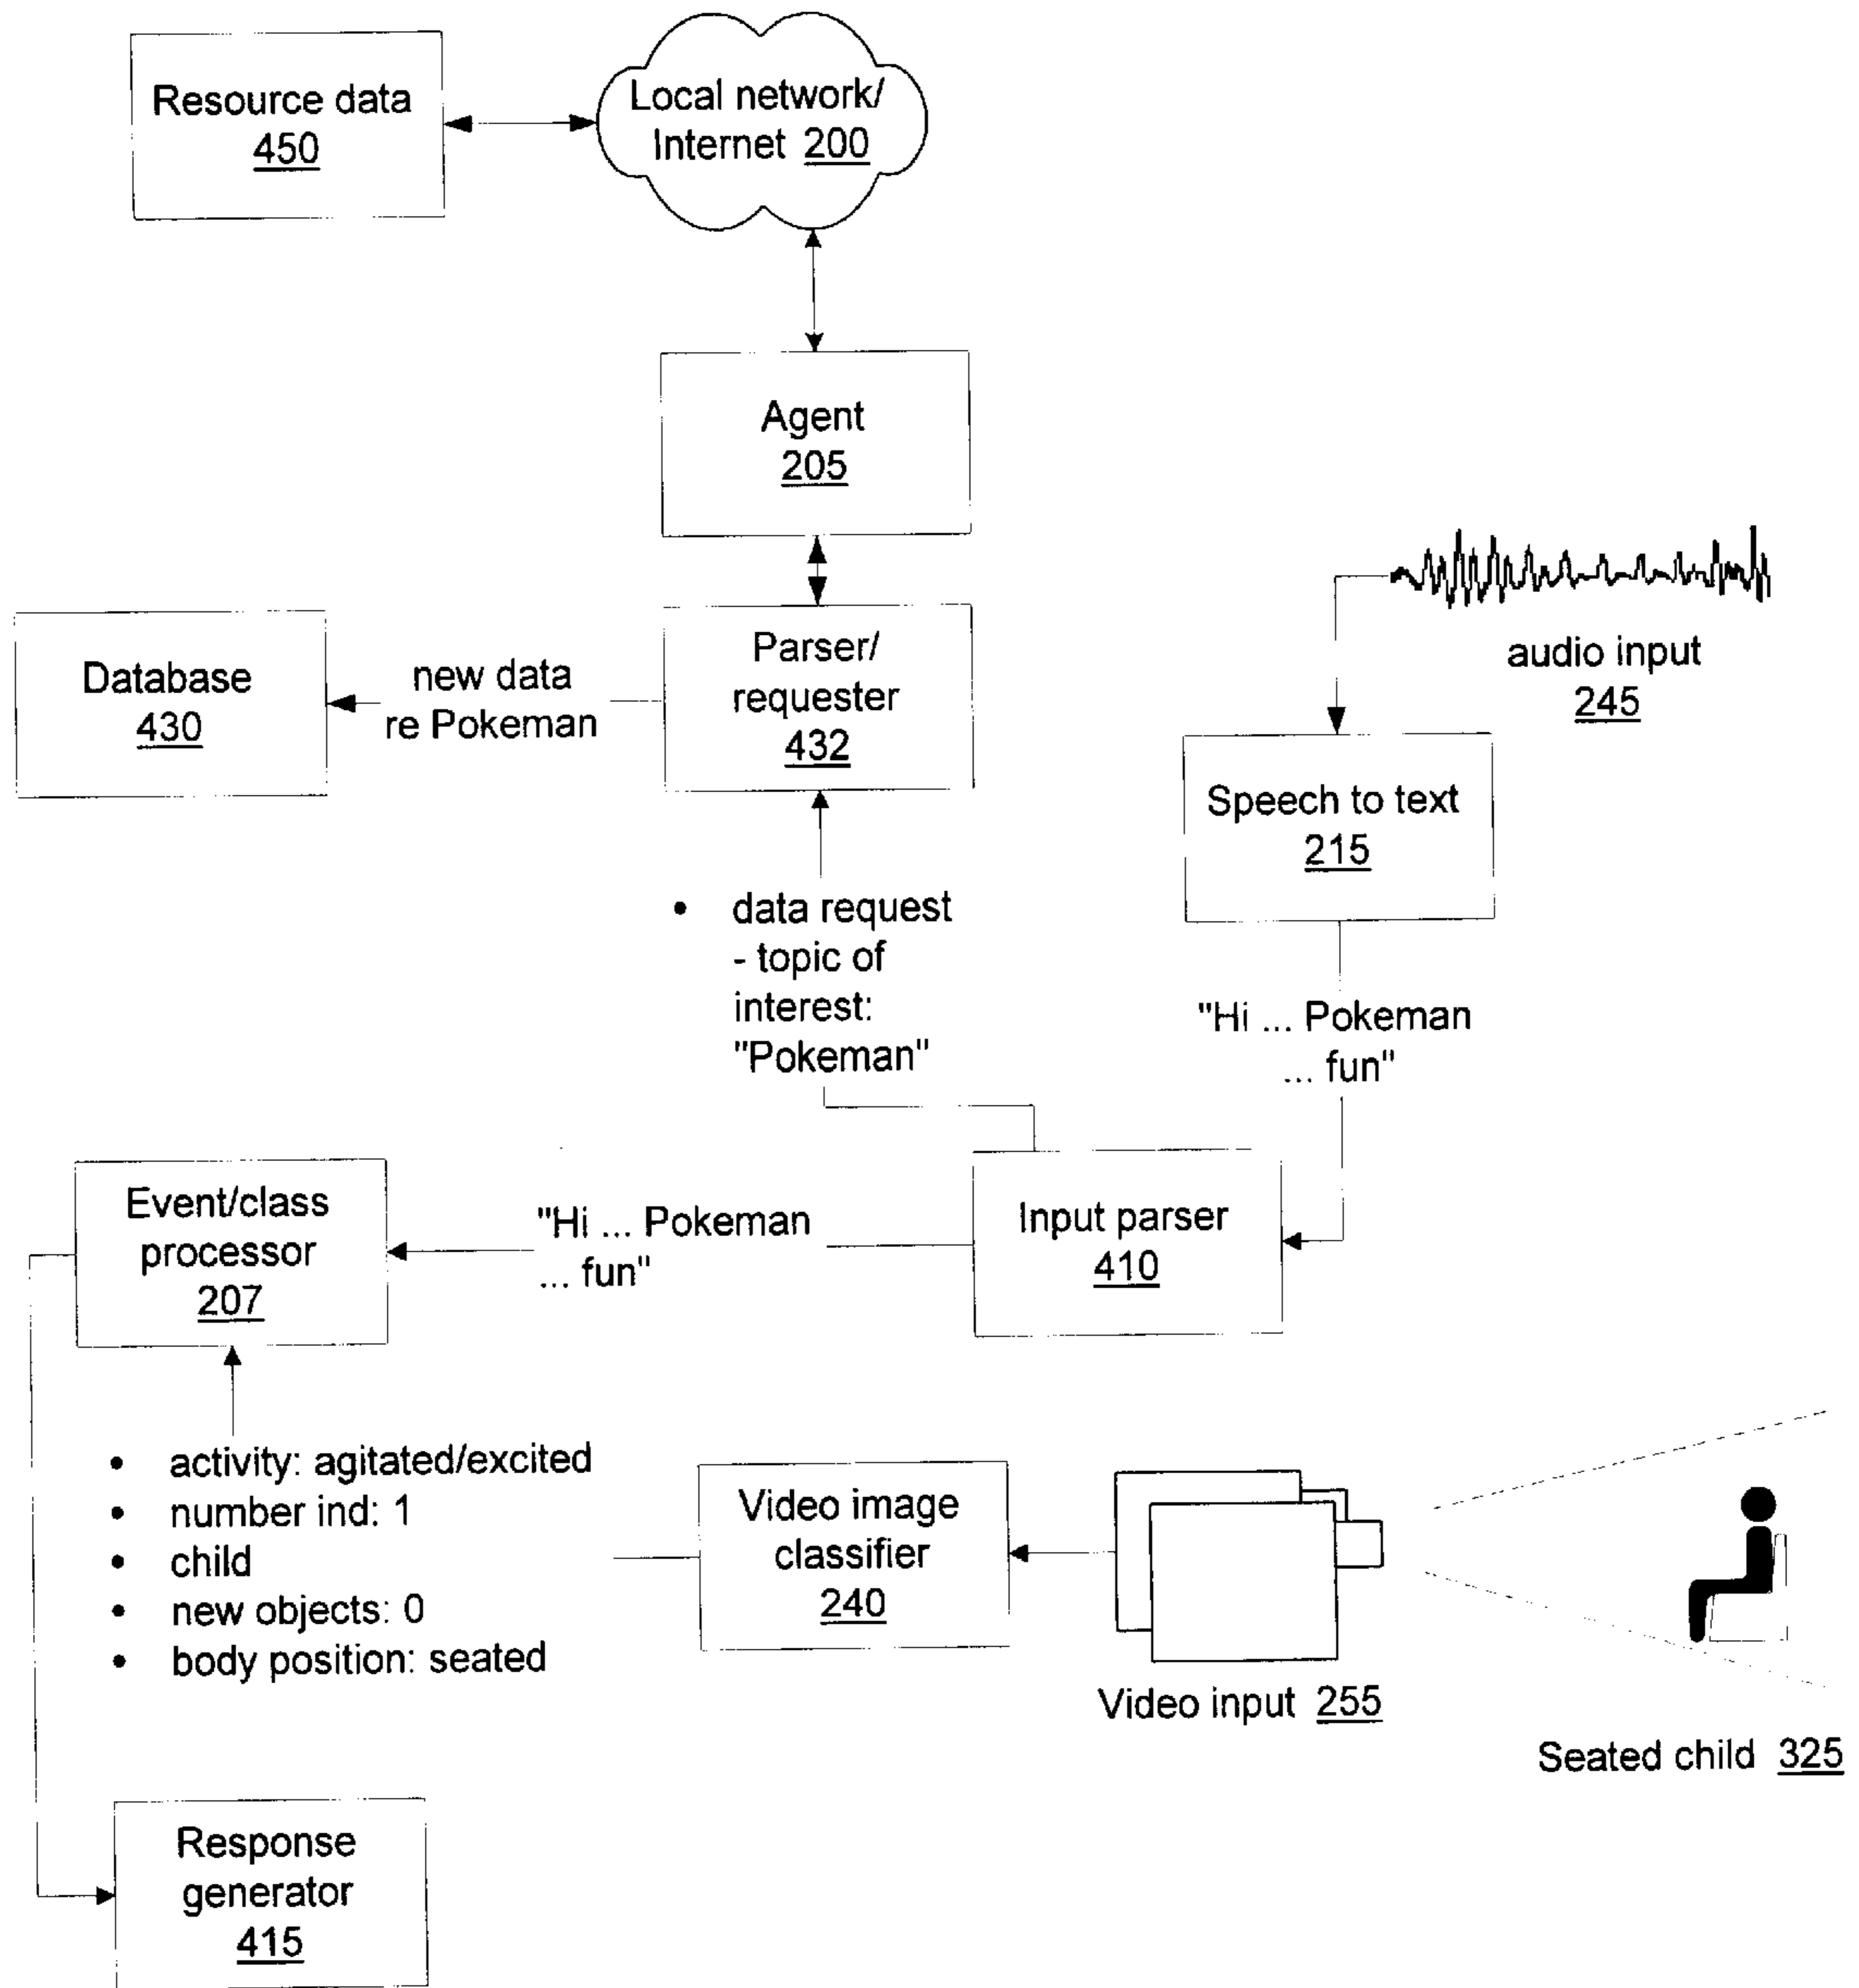 Resource data
450
Local network/
Internet 200
Agent
205
Database
430
new data
re Pokeman
Parser/
requester
432
audio input
245
Speech to text
215
• data request
- topic of
interest:
"Pokeman"
"Hi ... Pokeman
... fun"
Event/class
processor
207
"Hi ... Pokeman
... fun"
Input parser
410
• activity: agitated/excited
• number ind: 1
• child
• new objects: 0
• body position: seated
Video image
classifier
240
Video input 255
Seated child 325
Response
generator
415